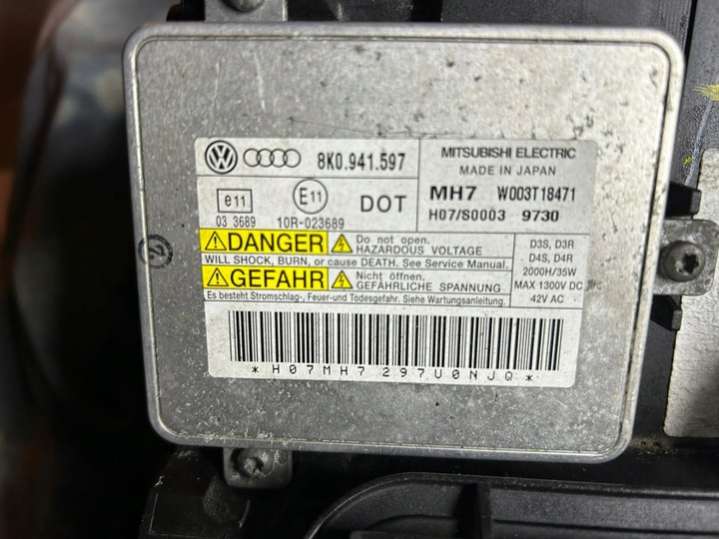 8K0.941.597
MITSUBISHI ELECTRIC
MADE IN JAPAN
e11
E11
DOT
MH7 W003T18471
03 3689
10R-023689
H07/S0003 9730
DANGER Do not open.
HAZARDOUS VOLTAGE
WILL SHOCK, BURN, or cause DEATH. See Service Manual.
GEFAHR Nicht öffnen.
GEFÄHRLICHE SPANNUNG
Es besteht Stromschlag-, Feuer-und Todesgefahr. Siehe Wartungsanleitung.
D3S, D3R
D4S, D4R
2000H/35W
MAX 1300V DC
42V AC
*H07MH7297U0NJQ*